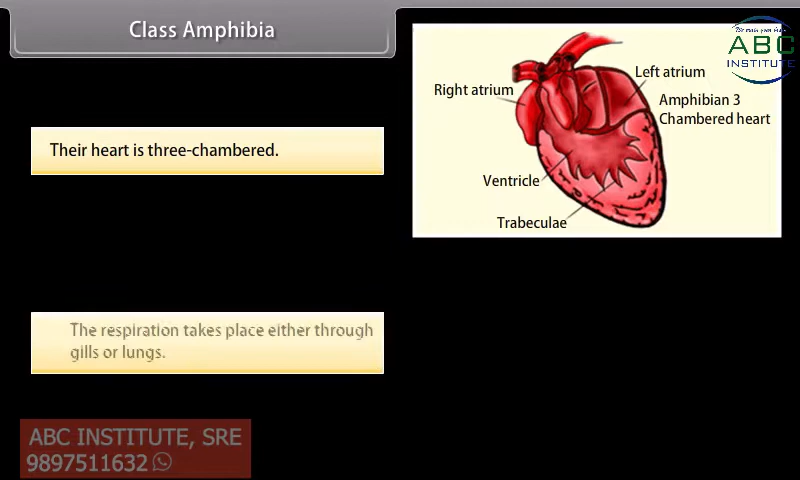 Class Amphibia
Their heart is three-chambered.
The respiration takes place either through
gills or lungs.
Right atrium
Left atrium
Amphibian 3
Chambered heart
Ventricle
Trabeculae
ABC
INSTITUTE
ABC INSTITUTE, SRE
9897511632